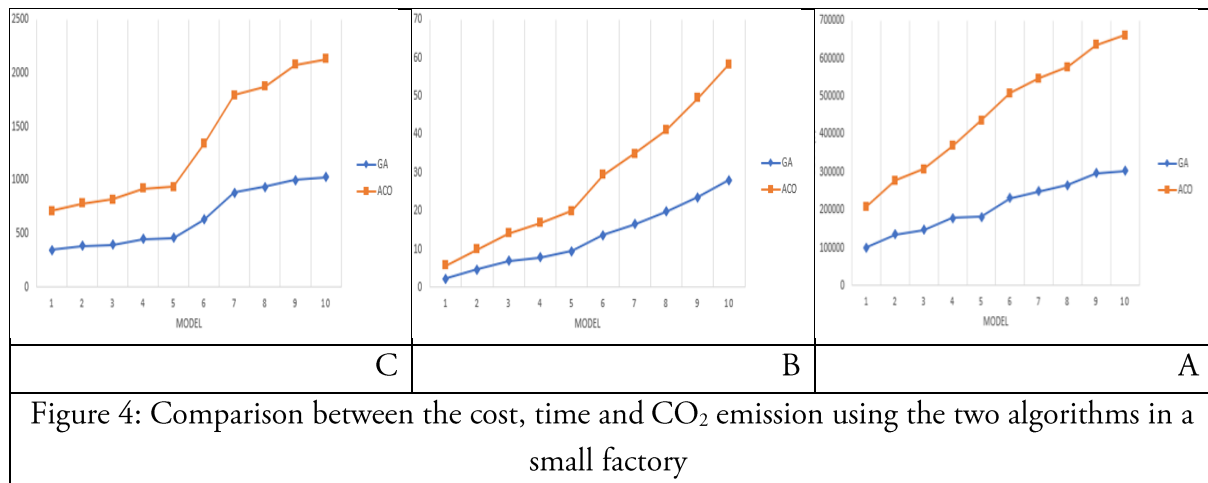 2500
2000
1500
1000
500
0
1 2 3 4 5 6 7 8 9 10
MODEL
GA
ACO
70
60
50
40
30
20
10
0
1 2 3 4 5 6 7 8 9 10
MODEL
GA
ACO
700000
600000
500000
400000
300000
200000
100000
0
1 2 3 4 5 6 7 8 9 10
MODEL
GA
ACO
C
B
A
Figure 4: Comparison between the cost, time and CO₂ emission using the two algorithms in a
small factory